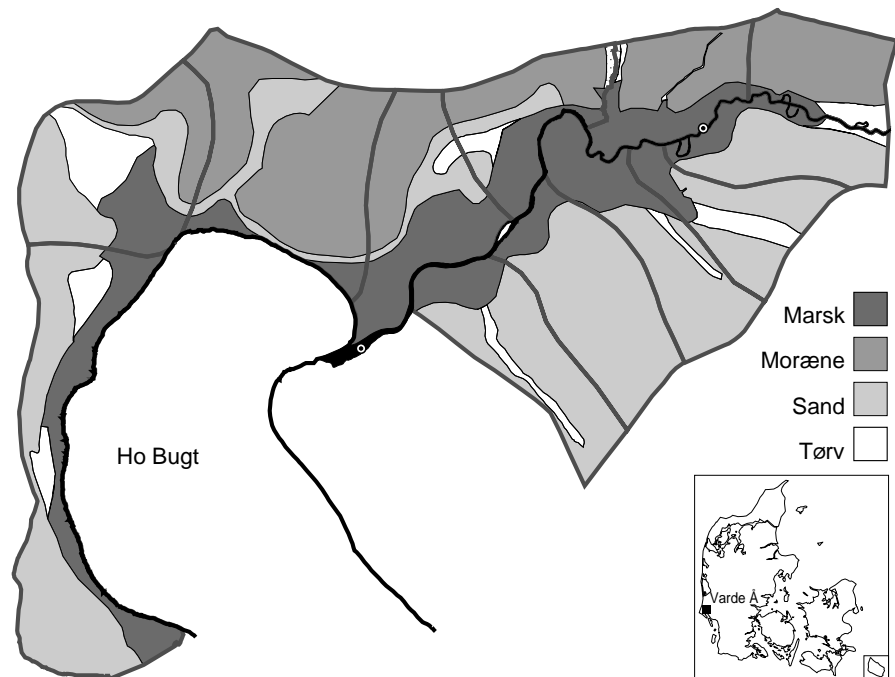 Marsk
Moræne
Sand
Tørv
Ho Bugt
Varde Å